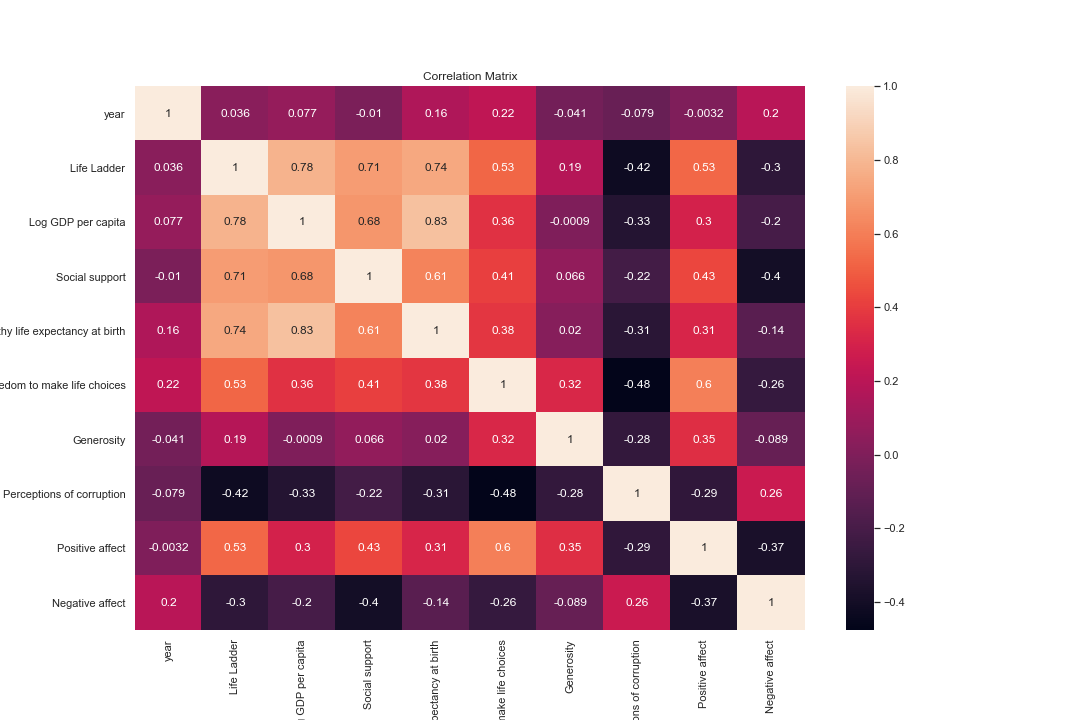 Correlation Matrix
year 1 0.036 0.077 -0.01 0.16 0.22 -0.041 -0.079 -0.0032 0.2
Life Ladder 0.036 1 0.78 0.71 0.74 0.53 0.19 -0.42 0.53 -0.3
Log GDP per capita 0.077 0.78 1 0.68 0.83 0.36 -0.0009 -0.33 0.3 -0.2
Social support -0.01 0.71 0.68 1 0.61 0.41 0.066 -0.22 0.43 -0.4
thy life expectancy at birth 0.16 0.74 0.83 0.61 1 0.38 0.02 -0.31 0.31 -0.14
edom to make life choices 0.22 0.53 0.36 0.41 0.38 1 0.32 -0.48 0.6 -0.26
Generosity -0.041 0.19 -0.0009 0.066 0.02 0.32 1 -0.28 0.35 -0.089
Perceptions of corruption -0.079 -0.42 -0.33 -0.22 -0.31 -0.48 -0.28 1 -0.29 0.26
Positive affect -0.0032 0.53 0.3 0.43 0.31 0.6 0.35 -0.29 1 -0.37
Negative affect 0.2 -0.3 -0.2 -0.4 -0.14 -0.26 -0.089 0.26 -0.37 1
year
Life Ladder
GDP per capita
Social support
pectancy at birth
make life choices
Generosity
ons of corruption
Positive affect
Negative affect
1.0
0.8
0.6
0.4
0.2
0.0
-0.2
-0.4